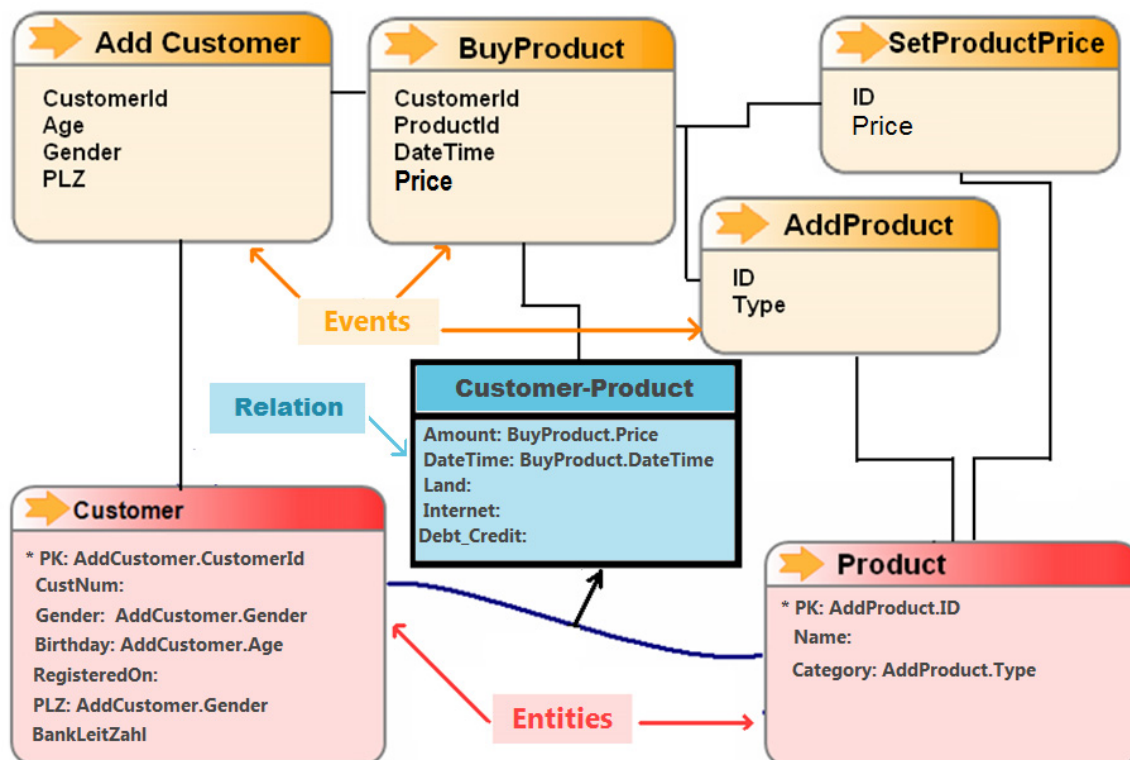 Add Customer
CustomerId
Age
Gender
PLZ
BuyProduct
CustomerId
ProductId
DateTime
Price
SetProductPrice
ID
Price
AddProduct
ID
Type
Events
Relation
Customer-Product
Amount: BuyProduct.Price
DateTime: BuyProduct.DateTime
Land:
Internet:
Debt_Credit:
Customer
* PK: AddCustomer.CustomerId
CustNum:
Gender: AddCustomer.Gender
Birthday: AddCustomer.Age
RegisteredOn:
PLZ: AddCustomer.Gender
BankLeitZahl
Product
* PK: AddProduct.ID
Name:
Category: AddProduct.Type
Entities